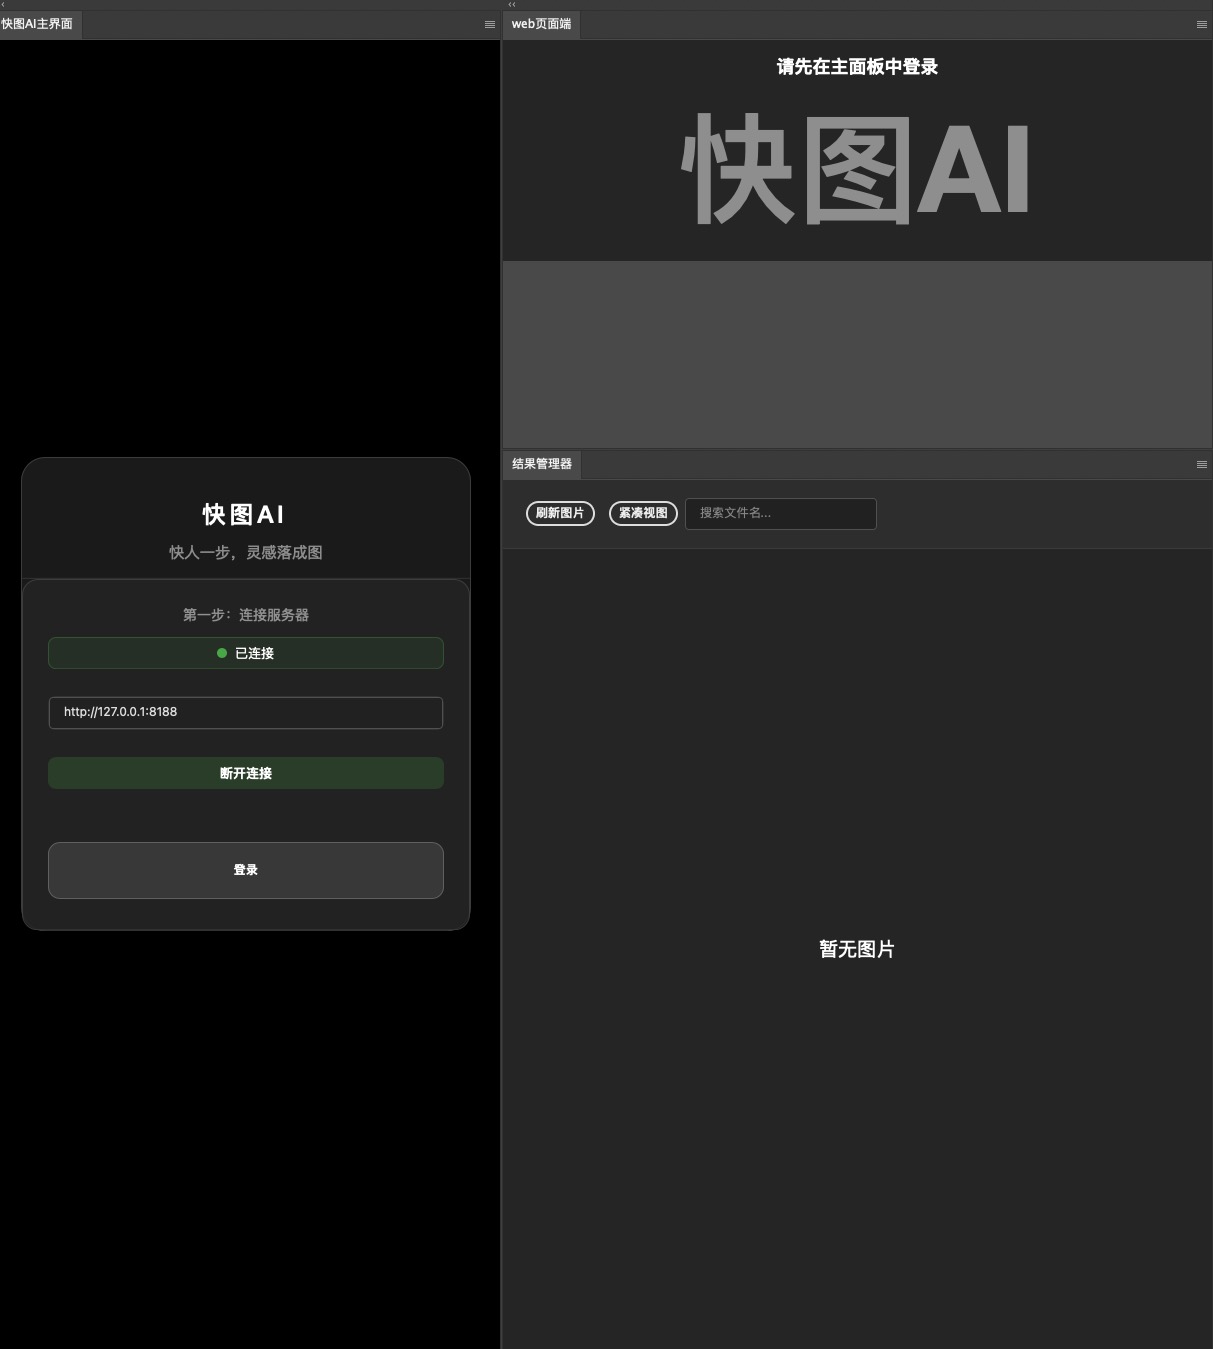 快图AI主界面
快图AI
快人一步，灵感落成图
第一步：连接服务器
已连接
http://127.0.0.1:8188
断开连接
登录
web页面端
请先在主面板中登录
快图AI
结果管理器
刷新图片 紧凑视图 搜索文件名...
暂无图片